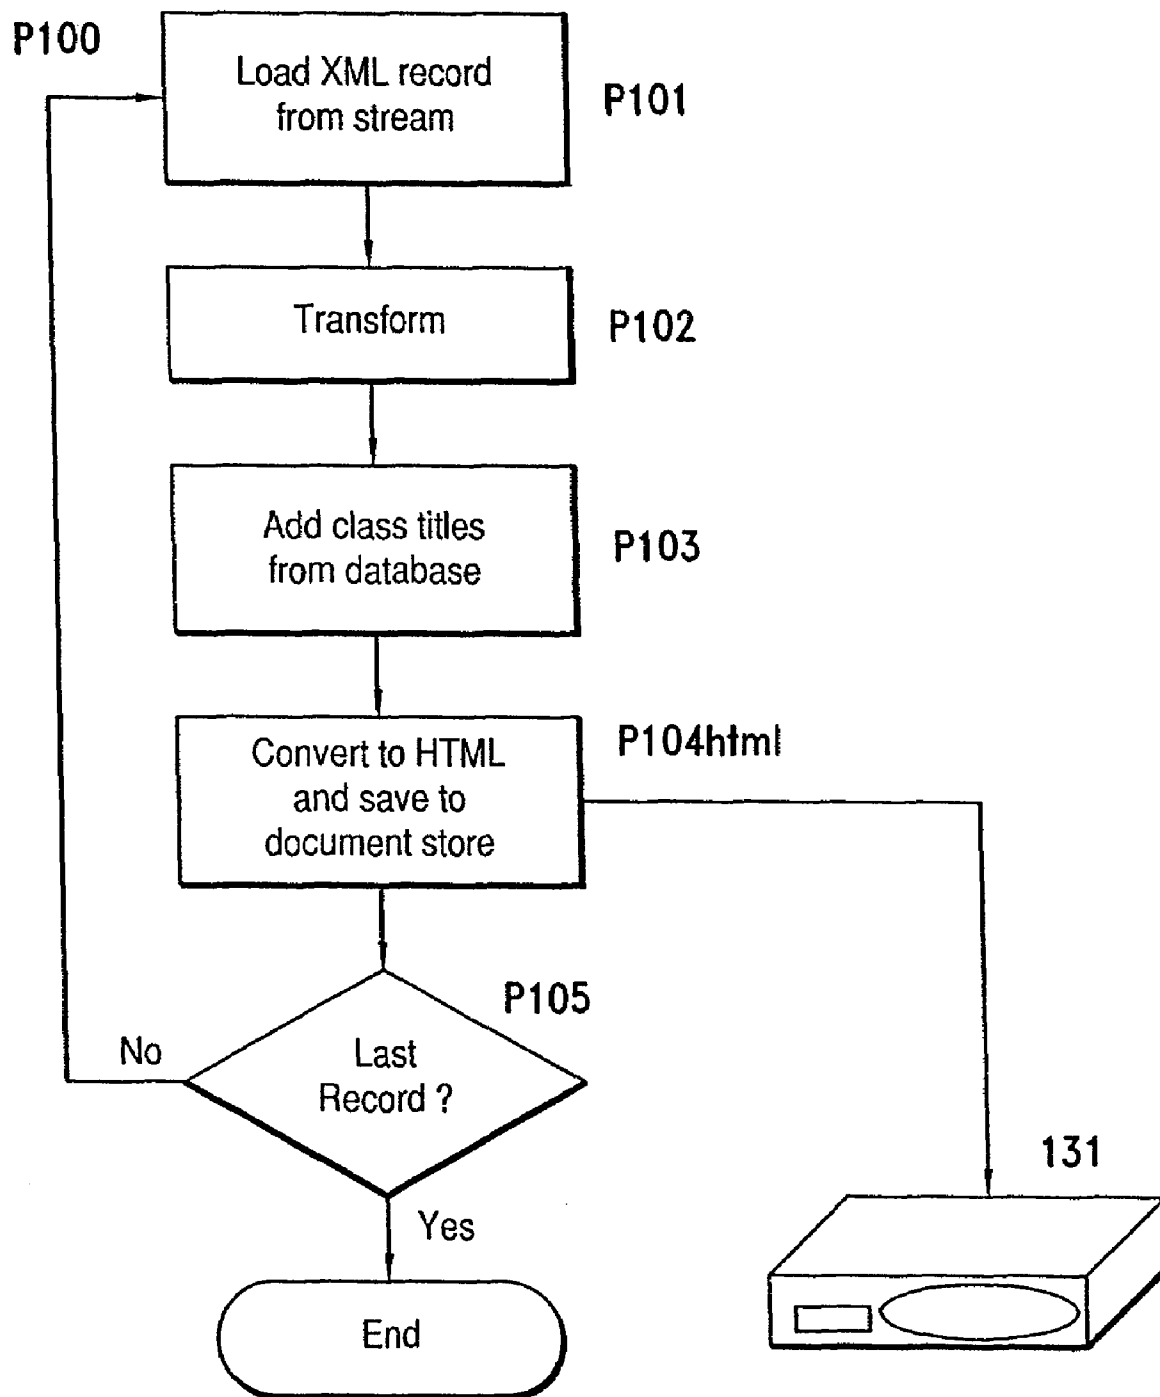 P100
Load XML record
from stream
P101
Transform
P102
Add class titles
from database
P103
Convert to HTML
and save to
document store
P104html
P105
No
Last
Record ?
131
Yes
End